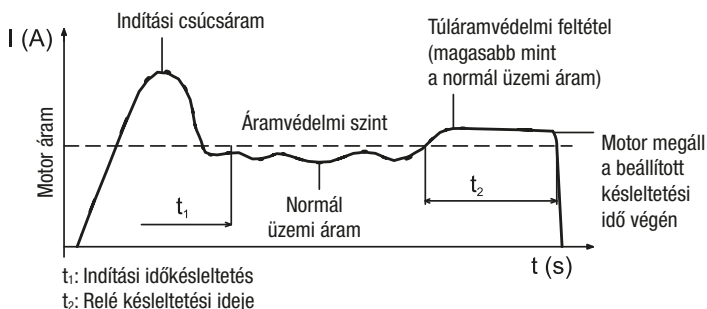 Indítási csúcsáram
I (A)
Túláramvédelmi feltétel
(magasabb mint
a normál üzemi áram)
Motor áram
Áramvédelmi szint
Motor megáll
a beállított
késleltetési
idő végén
t₁
t₂
Normál
üzemi áram
t (s)
t₁: Indítási időkésleltetés
t₂: Relé késleltetési ideje